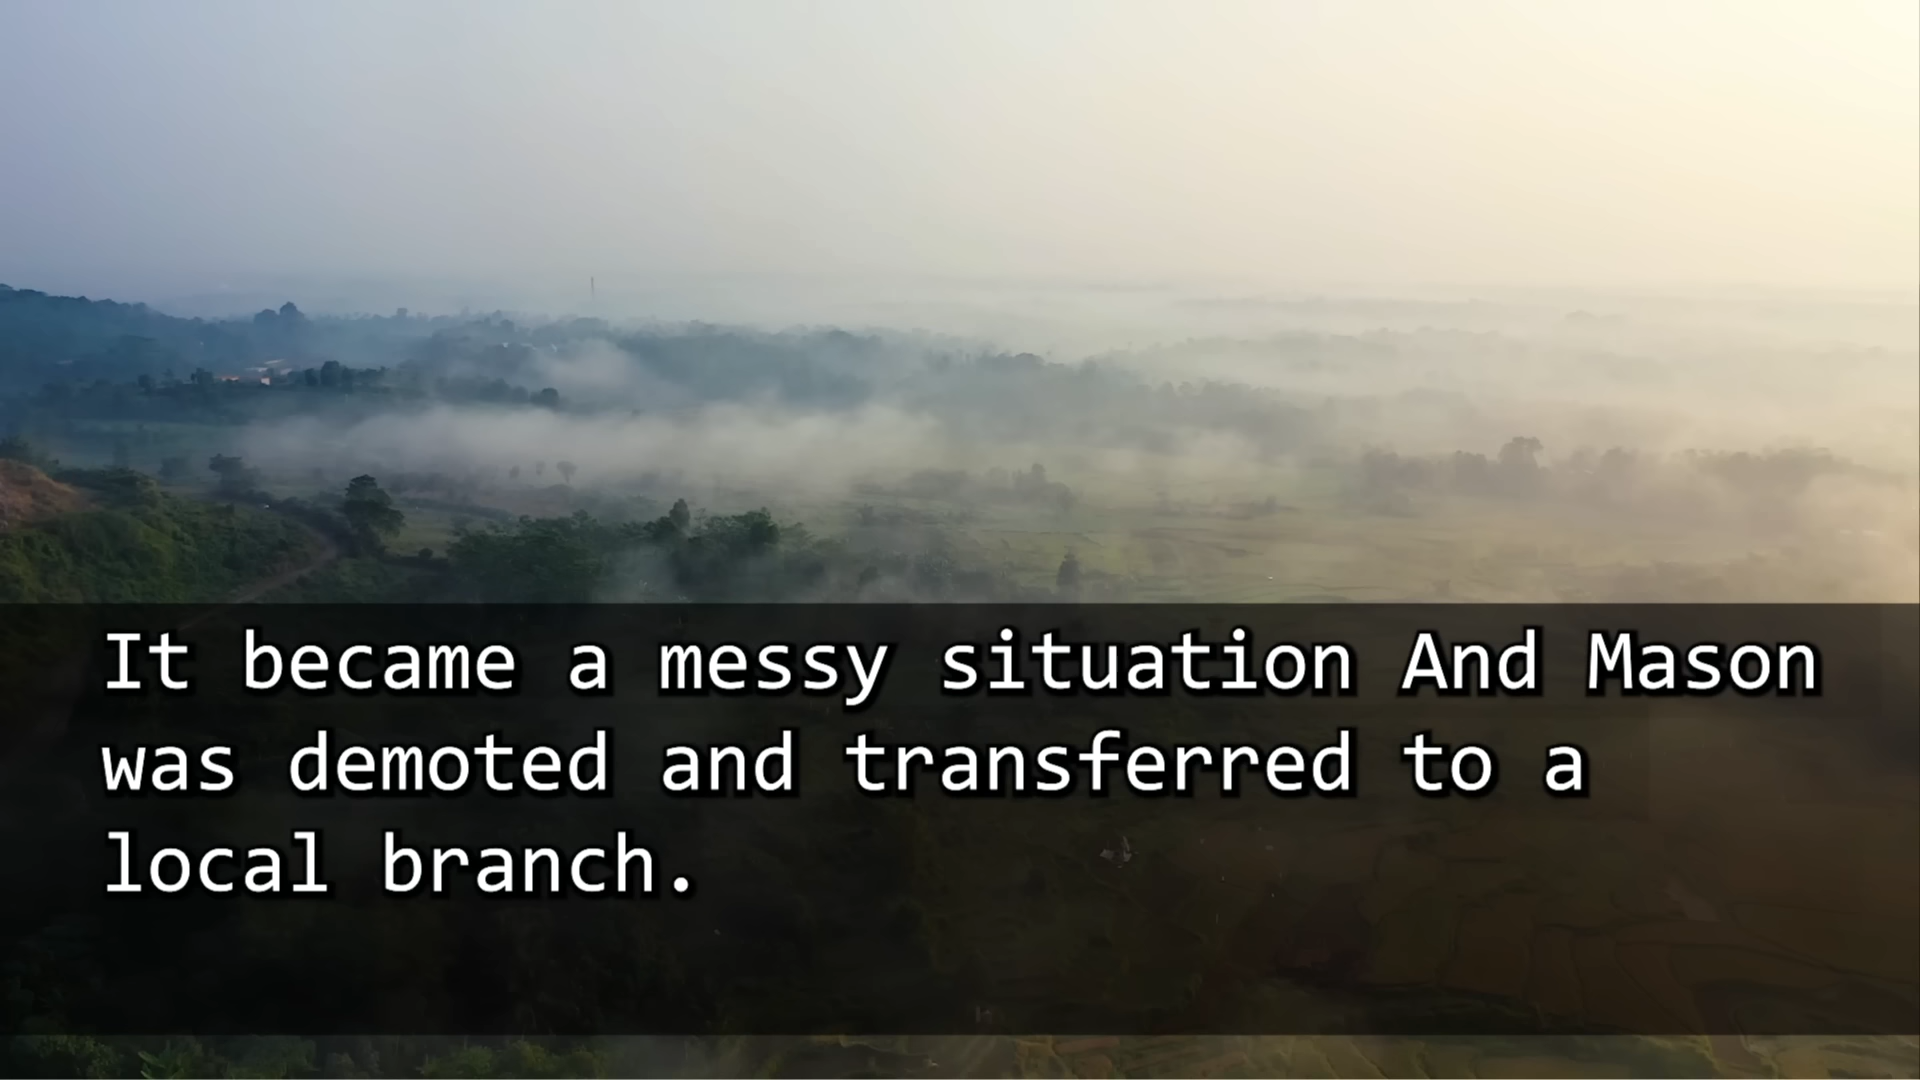 It became a messy situation And Mason
was demoted and transferred to a
local branch.